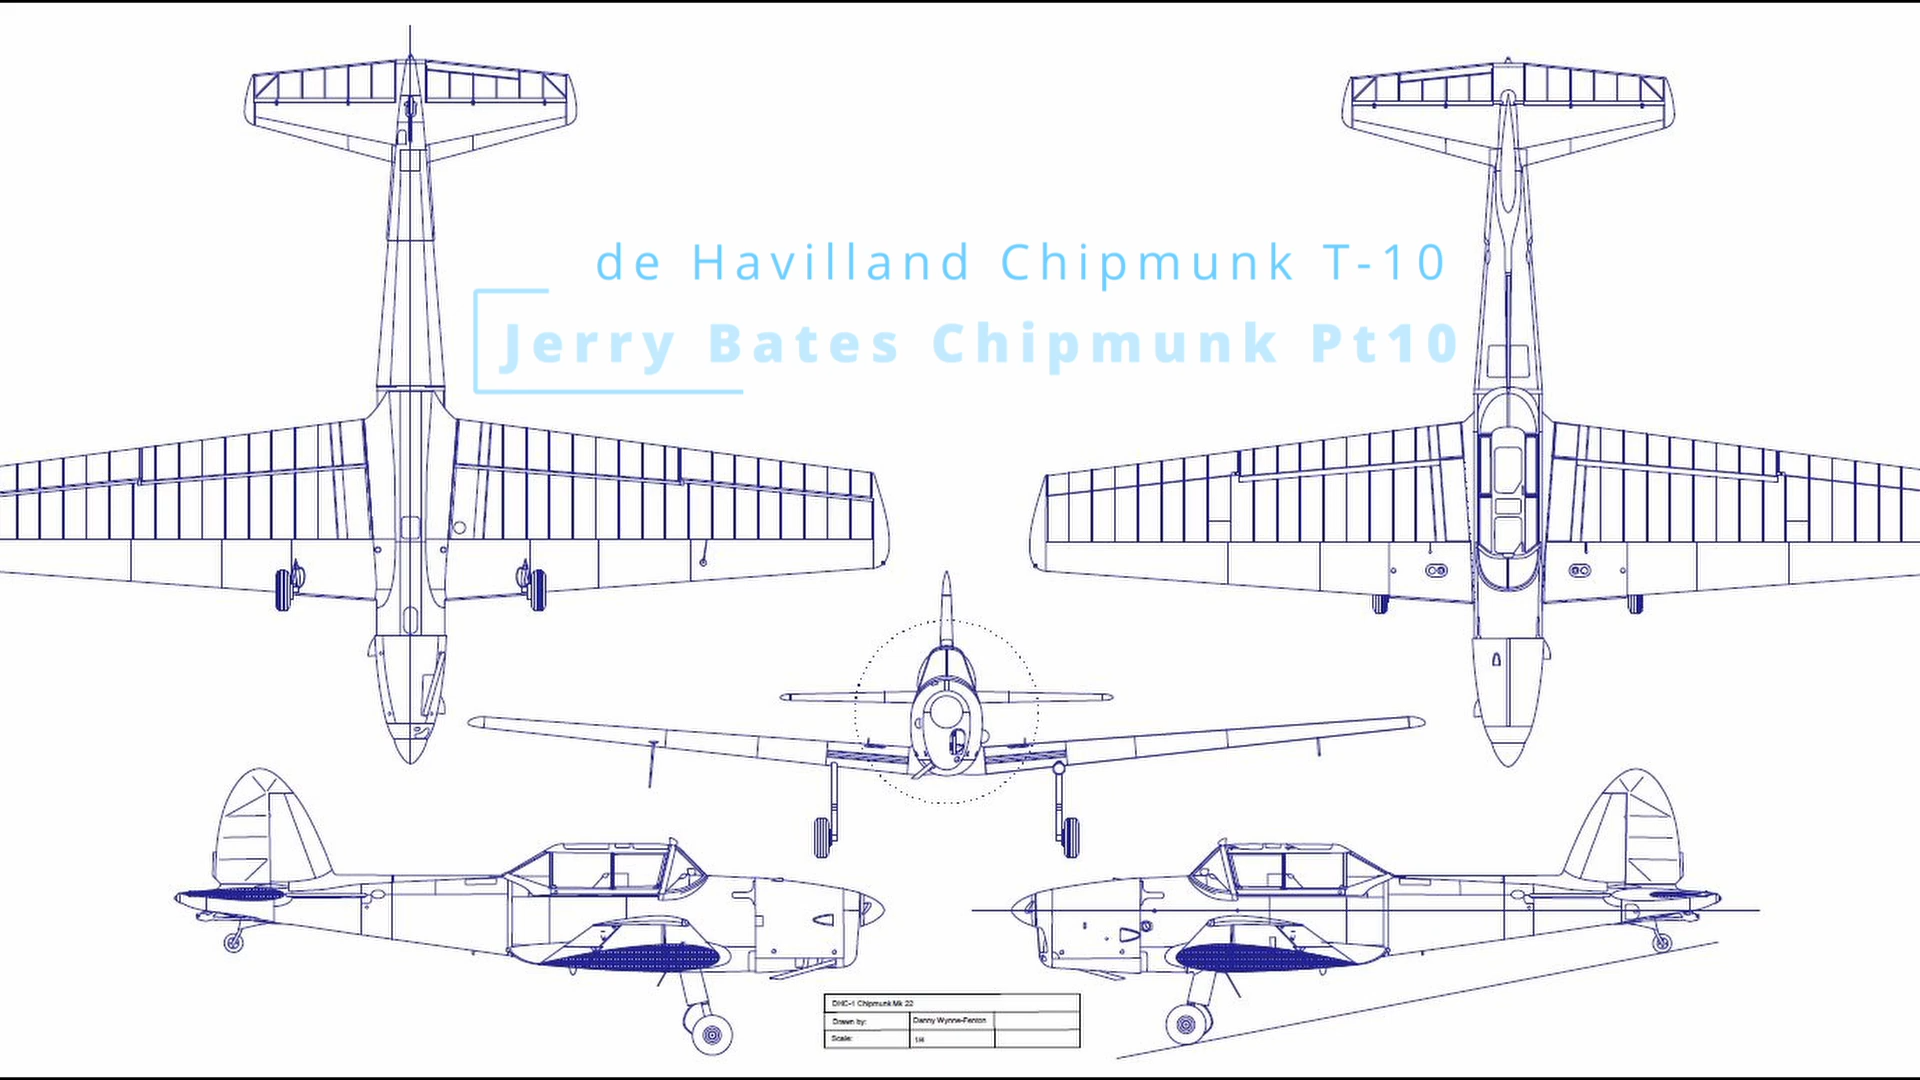 de Havilland Chipmunk T-10
Jerry Bates Chipmunk Pt10
DHC-1 Chipmunk Mk 22
Drawn by: Danny Wynne-Fenton
Scale: